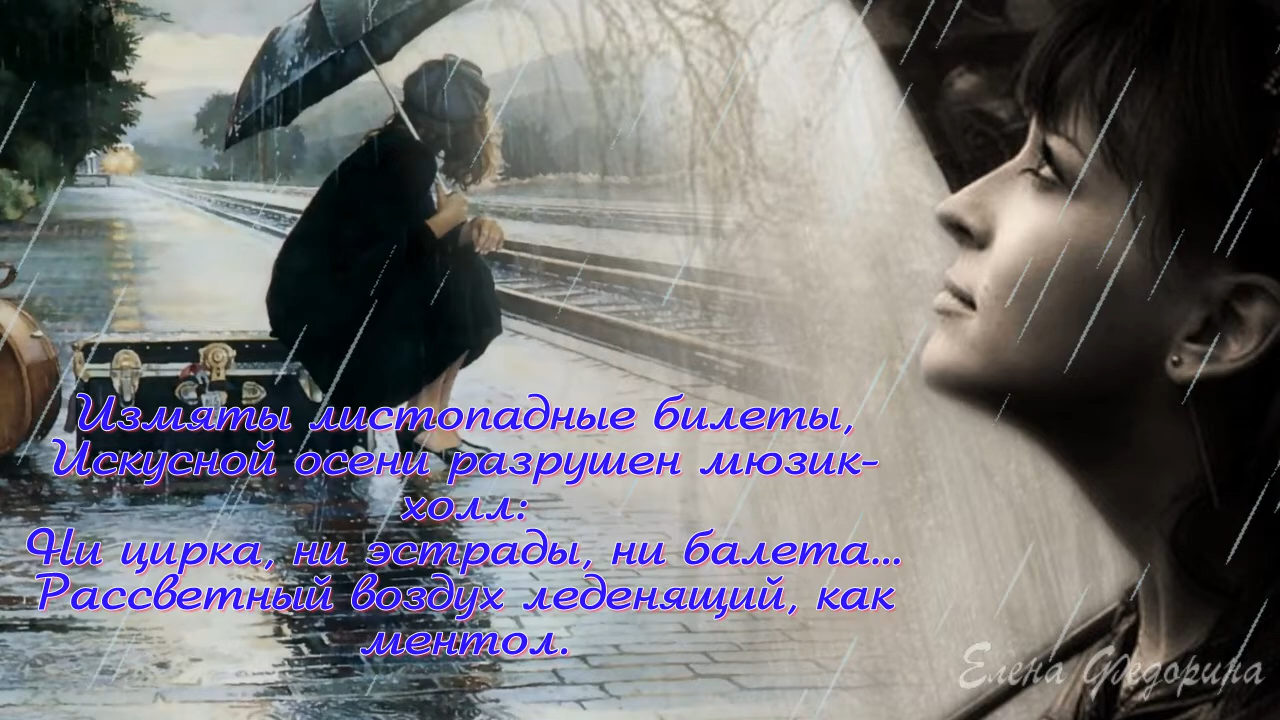 Измяты листопадные билеты,
Искусной осени разрушен мюзик-
холл:
Ни цирка, ни эстрады, ни балета...
Рассветный воздух леденящий, как
ментол.
Елена Федорина